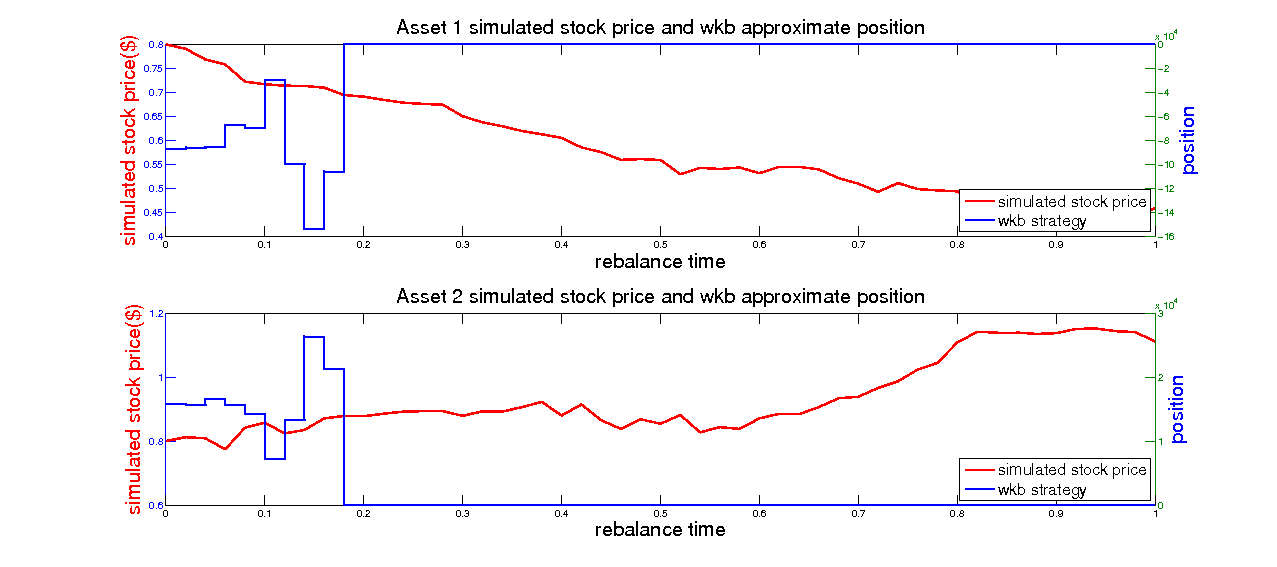 Asset 1 simulated stock price and wkb approximate position
x 10^4
simulated stock price($)
0.8
0.75
0.7
0.65
0.6
0.55
0.5
0.45
0.4
0
-2
-4
-6
-8
-10
-12
-14
-16
position
simulated stock price
wkb strategy
0 0.1 0.2 0.3 0.4 0.5 0.6 0.7 0.8 0.9 1
rebalance time
Asset 2 simulated stock price and wkb approximate position
x 10^4
simulated stock price($)
1.2
1
0.8
0.6
3
2
1
0
position
simulated stock price
wkb strategy
0 0.1 0.2 0.3 0.4 0.5 0.6 0.7 0.8 0.9 1
rebalance time